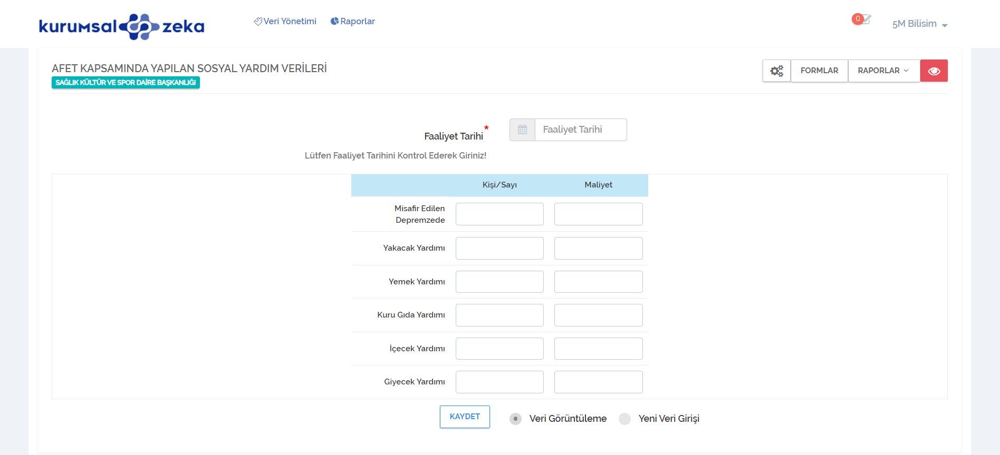 kurumsal zeka
Veri Yönetimi
Raporlar
0
5M Bilisim
AFET KAPSAMINDA YAPILAN SOSYAL YARDIM VERİLERİ
SAĞLIK KÜLTÜR VE SPOR DAİRE BAŞKANLIĞI
FORMLAR
RAPORLAR
Faaliyet Tarihi*
Faaliyet Tarihi
Lütfen Faaliyet Tarihini Kontrol Ederek Giriniz!
Kişi/Sayı
Maliyet
Misafir Edilen
Depremzede
Yakacak Yardımı
Yemek Yardımı
Kuru Gıda Yardımı
İçecek Yardımı
Giyecek Yardımı
KAYDET
Veri Görüntüleme
Yeni Veri Girişi